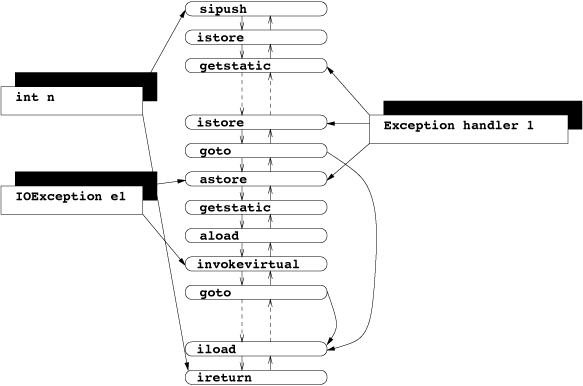 sipush
istore
getstatic
int n
istore
Exception handler 1
goto
astore
IOException e1
getstatic
aload
invokevirtual
goto
iload
ireturn